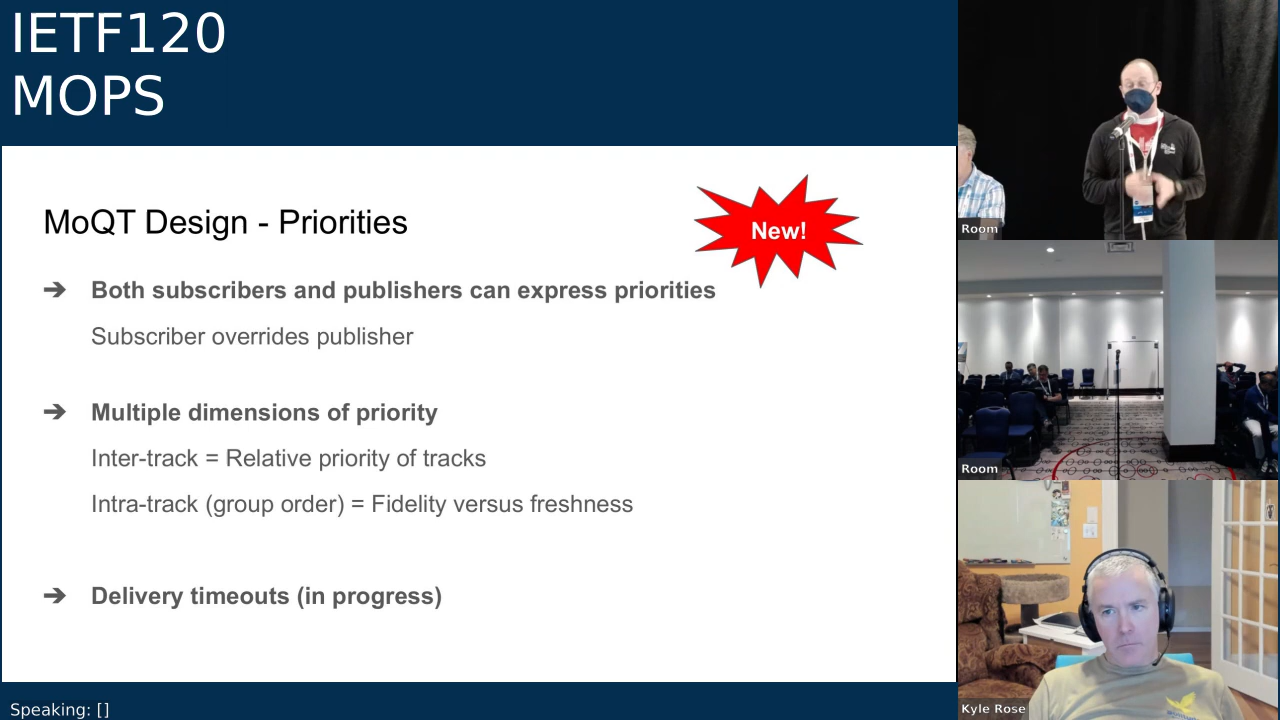 IETF120
MOPS
MoQT Design - Priorities
New!
➔ Both subscribers and publishers can express priorities
Subscriber overrides publisher
➔ Multiple dimensions of priority
Inter-track = Relative priority of tracks
Intra-track (group order) = Fidelity versus freshness
➔ Delivery timeouts (in progress)
Speaking: []
Room
Room
Kyle Rose